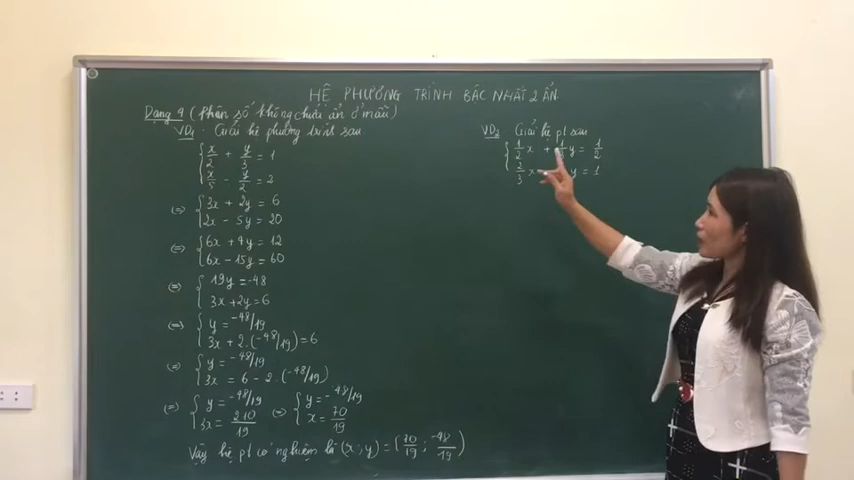 HỆ PHƯƠNG TRÌNH BẬC NHẤT 2 ẨN
Dạng 4 (Phân số không chứa ẩn ở mẫu)
VD1. Giải hệ phương trình sau
{ x/2 + y/3 = 1
x/5 - y/2 = 2
(=) { 3x + 2y = 6
2x - 5y = 20
(=) { 6x + 4y = 12
6x - 15y = 60
(=) { 19y = -48
3x + 2y = 6
(=) { y = -48/19
3x + 2.(-48/19) = 6
(=) { y = -48/19
3x = 6 - 2.(-48/19)
(=) { y = -48/19
3x = 210/19
(=) { y = -48/19
x = 70/19
Vậy hệ pt có nghiệm là (x; y) = (70/19; -48/19)
VD2 Giải hệ pt sau
{ 1/2 x + y = 1/2
2/3 x y = 1